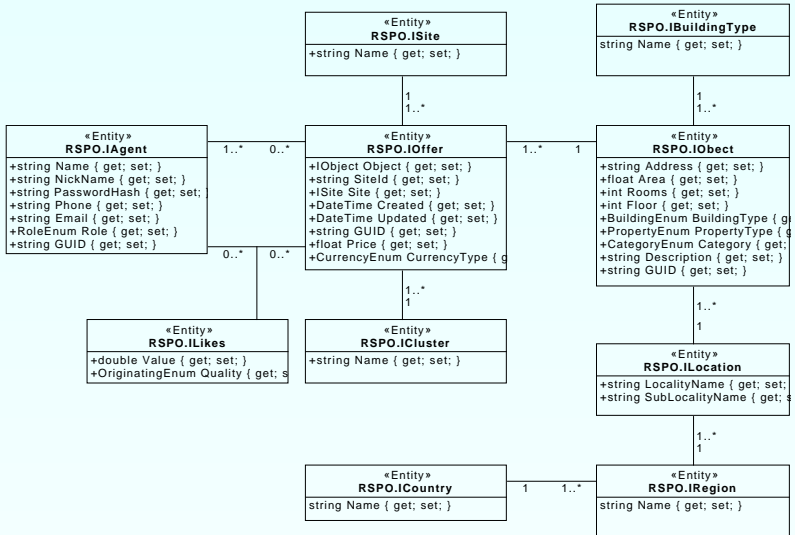 «Entity»
RSPO.ISite
+string Name { get; set; }
«Entity»
RSPO.IBuildingType
string Name { get; set; }
1
1..*
1
1..*
«Entity»
RSPO.IAgent
+string Name { get; set; }
+string NickName { get; set; }
+string PasswordHash { get; set; }
+string Phone { get; set; }
+string Email { get; set; }
+RoleEnum Role { get; set; }
+string GUID { get; set; }
1..* 0..*
0..* 0..*
«Entity»
RSPO.IOffer
+IObject Object { get; set; }
+string SiteId { get; set; }
+ISite Site { get; set; }
+DateTime Created { get; set; }
+DateTime Updated { get; set; }
+string GUID { get; set; }
+float Price { get; set; }
+CurrencyEnum CurrencyType { g
1..* 1
«Entity»
RSPO.IObect
+string Address { get; set; }
+float Area { get; set; }
+int Rooms { get; set; }
+int Floor { get; set; }
+BuildingEnum BuildingType { g
+PropertyEnum PropertyType { g
+CategoryEnum Category { get;
+string Description { get; set; }
+string GUID { get; set; }
1..*
1
1..*
1
«Entity»
RSPO.ILikes
+double Value { get; set; }
+OriginatingEnum Quality { get; s
«Entity»
RSPO.ICluster
+string Name { get; set; }
«Entity»
RSPO.ILocation
+string LocalityName { get; set;
+string SubLocalityName { get; s
1..*
1
«Entity»
RSPO.ICountry
string Name { get; set; }
1 1..*
«Entity»
RSPO.IRegion
string Name { get; set; }